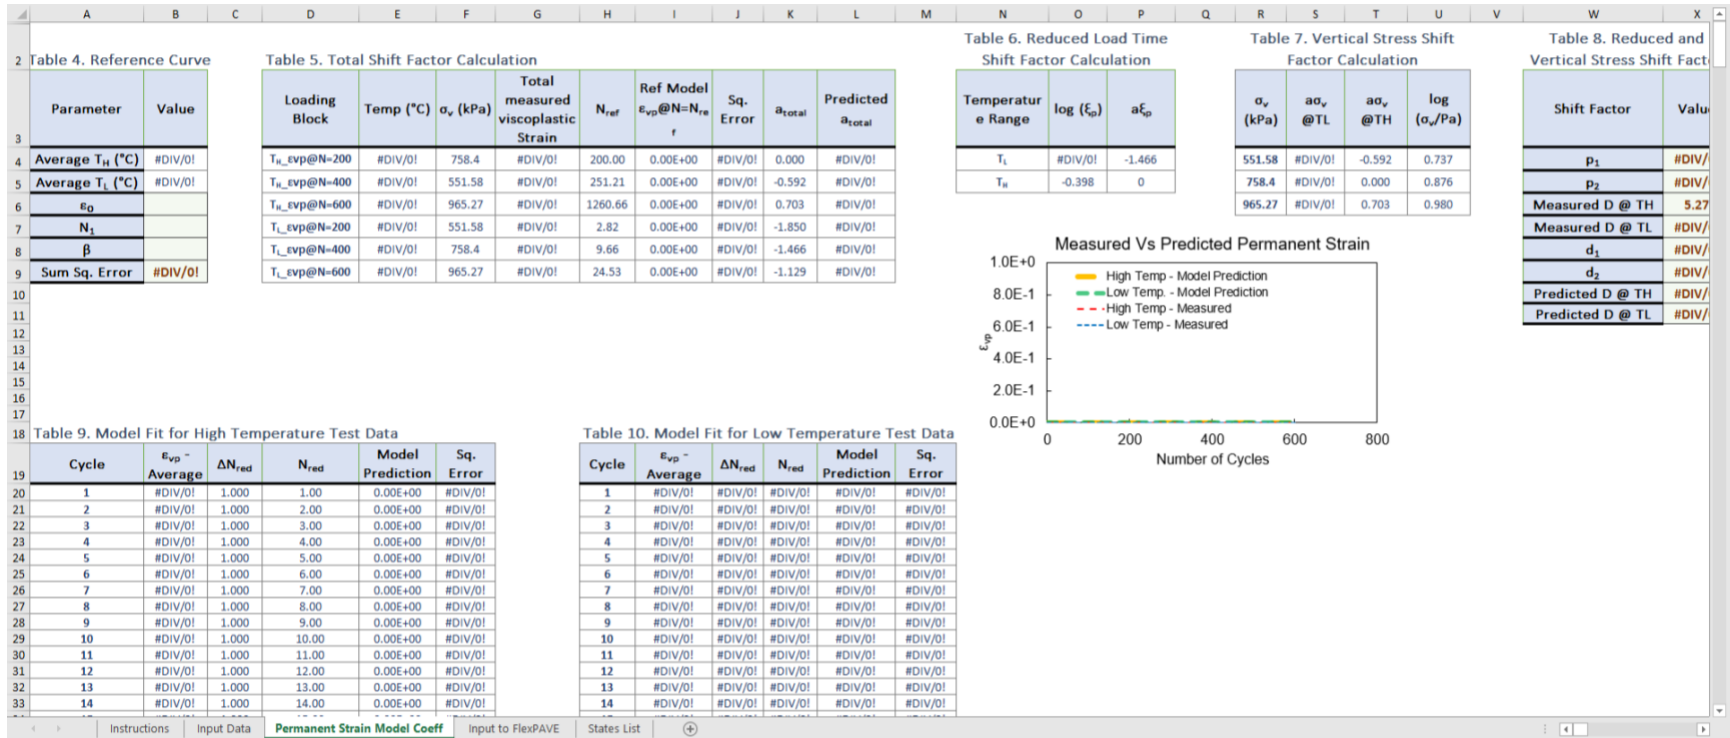 A B C D E F G H I J K L M N O P Q R S T U V W X
2 Table 4. Reference Curve Table 5. Total Shift Factor Calculation Table 6. Reduced Load Time Shift Factor Calculation Table 7. Vertical Stress Shift Factor Calculation Table 8. Reduced and Vertical Stress Shift Fact
3 Parameter Value Loading Block Temp (°C) σv (kPa) Total measured viscoplastic Strain Nref Ref Model εvp@N=Nref Sq. Error atotal Predicted atotal Temperature Range log (ξp) aξp σv (kPa) aσv @TL aσv @TH log (σv/Pa) Shift Factor Valu
4 Average TH (°C) #DIV/0! TH_εvp@N=200 #DIV/0! 758.4 #DIV/0! 200.00 0.00E+00 #DIV/0! 0.000 #DIV/0! TL #DIV/0! -1.466 551.58 #DIV/0! -0.592 0.737 p1 #DIV/
5 Average TL (°C) #DIV/0! TH_εvp@N=400 #DIV/0! 551.58 #DIV/0! 251.21 0.00E+00 #DIV/0! -0.592 #DIV/0! TH -0.398 0 758.4 #DIV/0! 0.000 0.876 p2 #DIV/
6 ε0 TH_εvp@N=600 #DIV/0! 965.27 #DIV/0! 1260.66 0.00E+00 #DIV/0! 0.703 #DIV/0! 965.27 #DIV/0! 0.703 0.980 Measured D @ TH 5.27
7 N1 TL_εvp@N=200 #DIV/0! 551.58 #DIV/0! 2.82 0.00E+00 #DIV/0! -1.850 #DIV/0! Measured D @ TL #DIV/
8 β TL_εvp@N=400 #DIV/0! 758.4 #DIV/0! 9.66 0.00E+00 #DIV/0! -1.466 #DIV/0! d1 #DIV/
9 Sum Sq. Error #DIV/0! TL_εvp@N=600 #DIV/0! 965.27 #DIV/0! 24.53 0.00E+00 #DIV/0! -1.129 #DIV/0! d2 #DIV/
10 Predicted D @ TH #DIV/
11 Predicted D @ TL #DIV/
12
13
14
15
16
17
Measured Vs Predicted Permanent Strain
1.0E+0
8.0E-1
6.0E-1
4.0E-1
2.0E-1
0.0E+0
εvp
High Temp - Model Prediction
Low Temp. - Model Prediction
High Temp - Measured
Low Temp - Measured
0 200 400 600 800
Number of Cycles
18 Table 9. Model Fit for High Temperature Test Data Table 10. Model Fit for Low Temperature Test Data
19 Cycle εvp - Average ΔNred Nred Model Prediction Sq. Error Cycle εvp - Average ΔNred Nred Model Prediction Sq. Error
20 1 #DIV/0! 1.000 1.00 0.00E+00 #DIV/0! 1 #DIV/0! #DIV/0! #DIV/0! #DIV/0! #DIV/0!
21 2 #DIV/0! 1.000 2.00 0.00E+00 #DIV/0! 2 #DIV/0! #DIV/0! #DIV/0! #DIV/0! #DIV/0!
22 3 #DIV/0! 1.000 3.00 0.00E+00 #DIV/0! 3 #DIV/0! #DIV/0! #DIV/0! #DIV/0! #DIV/0!
23 4 #DIV/0! 1.000 4.00 0.00E+00 #DIV/0! 4 #DIV/0! #DIV/0! #DIV/0! #DIV/0! #DIV/0!
24 5 #DIV/0! 1.000 5.00 0.00E+00 #DIV/0! 5 #DIV/0! #DIV/0! #DIV/0! #DIV/0! #DIV/0!
25 6 #DIV/0! 1.000 6.00 0.00E+00 #DIV/0! 6 #DIV/0! #DIV/0! #DIV/0! #DIV/0! #DIV/0!
26 7 #DIV/0! 1.000 7.00 0.00E+00 #DIV/0! 7 #DIV/0! #DIV/0! #DIV/0! #DIV/0! #DIV/0!
27 8 #DIV/0! 1.000 8.00 0.00E+00 #DIV/0! 8 #DIV/0! #DIV/0! #DIV/0! #DIV/0! #DIV/0!
28 9 #DIV/0! 1.000 9.00 0.00E+00 #DIV/0! 9 #DIV/0! #DIV/0! #DIV/0! #DIV/0! #DIV/0!
29 10 #DIV/0! 1.000 10.00 0.00E+00 #DIV/0! 10 #DIV/0! #DIV/0! #DIV/0! #DIV/0! #DIV/0!
30 11 #DIV/0! 1.000 11.00 0.00E+00 #DIV/0! 11 #DIV/0! #DIV/0! #DIV/0! #DIV/0! #DIV/0!
31 12 #DIV/0! 1.000 12.00 0.00E+00 #DIV/0! 12 #DIV/0! #DIV/0! #DIV/0! #DIV/0! #DIV/0!
32 13 #DIV/0! 1.000 13.00 0.00E+00 #DIV/0! 13 #DIV/0! #DIV/0! #DIV/0! #DIV/0! #DIV/0!
33 14 #DIV/0! 1.000 14.00 0.00E+00 #DIV/0! 14 #DIV/0! #DIV/0! #DIV/0! #DIV/0! #DIV/0!
Instructions Input Data Permanent Strain Model Coeff Input to FlexPAVE States List